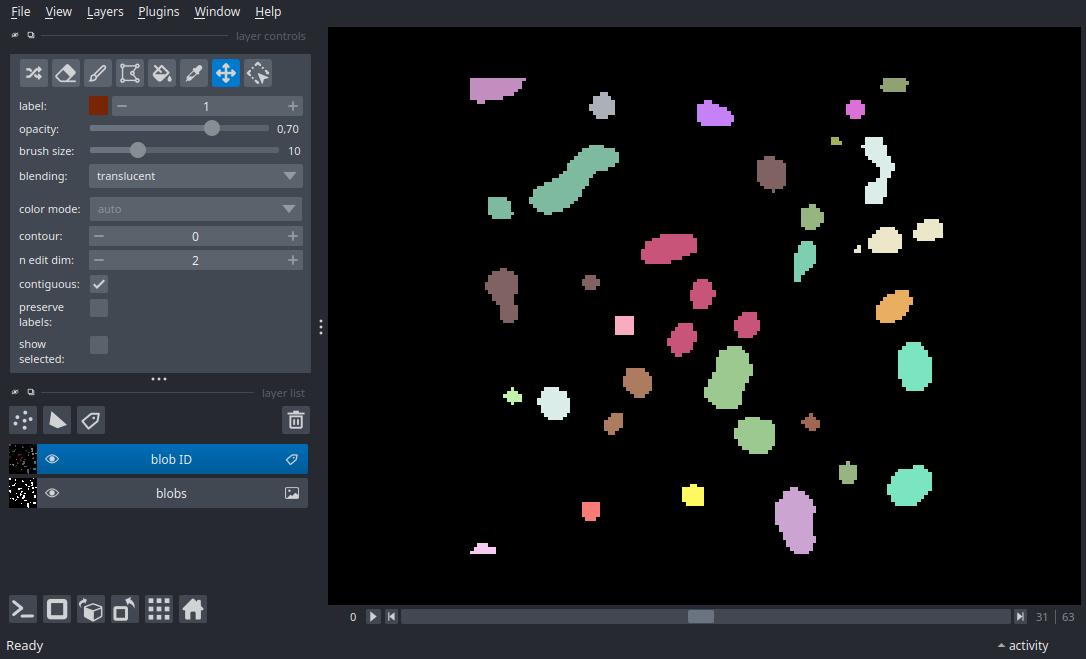 File View Layers Plugins Window Help
layer controls
label: 1
opacity: 0,70
brush size: 10
blending: translucent
color mode: auto
contour: 0
n edit dim: 2
contiguous:
preserve
labels:
show
selected:
layer list
blob ID
blobs
0 31 63
Ready activity